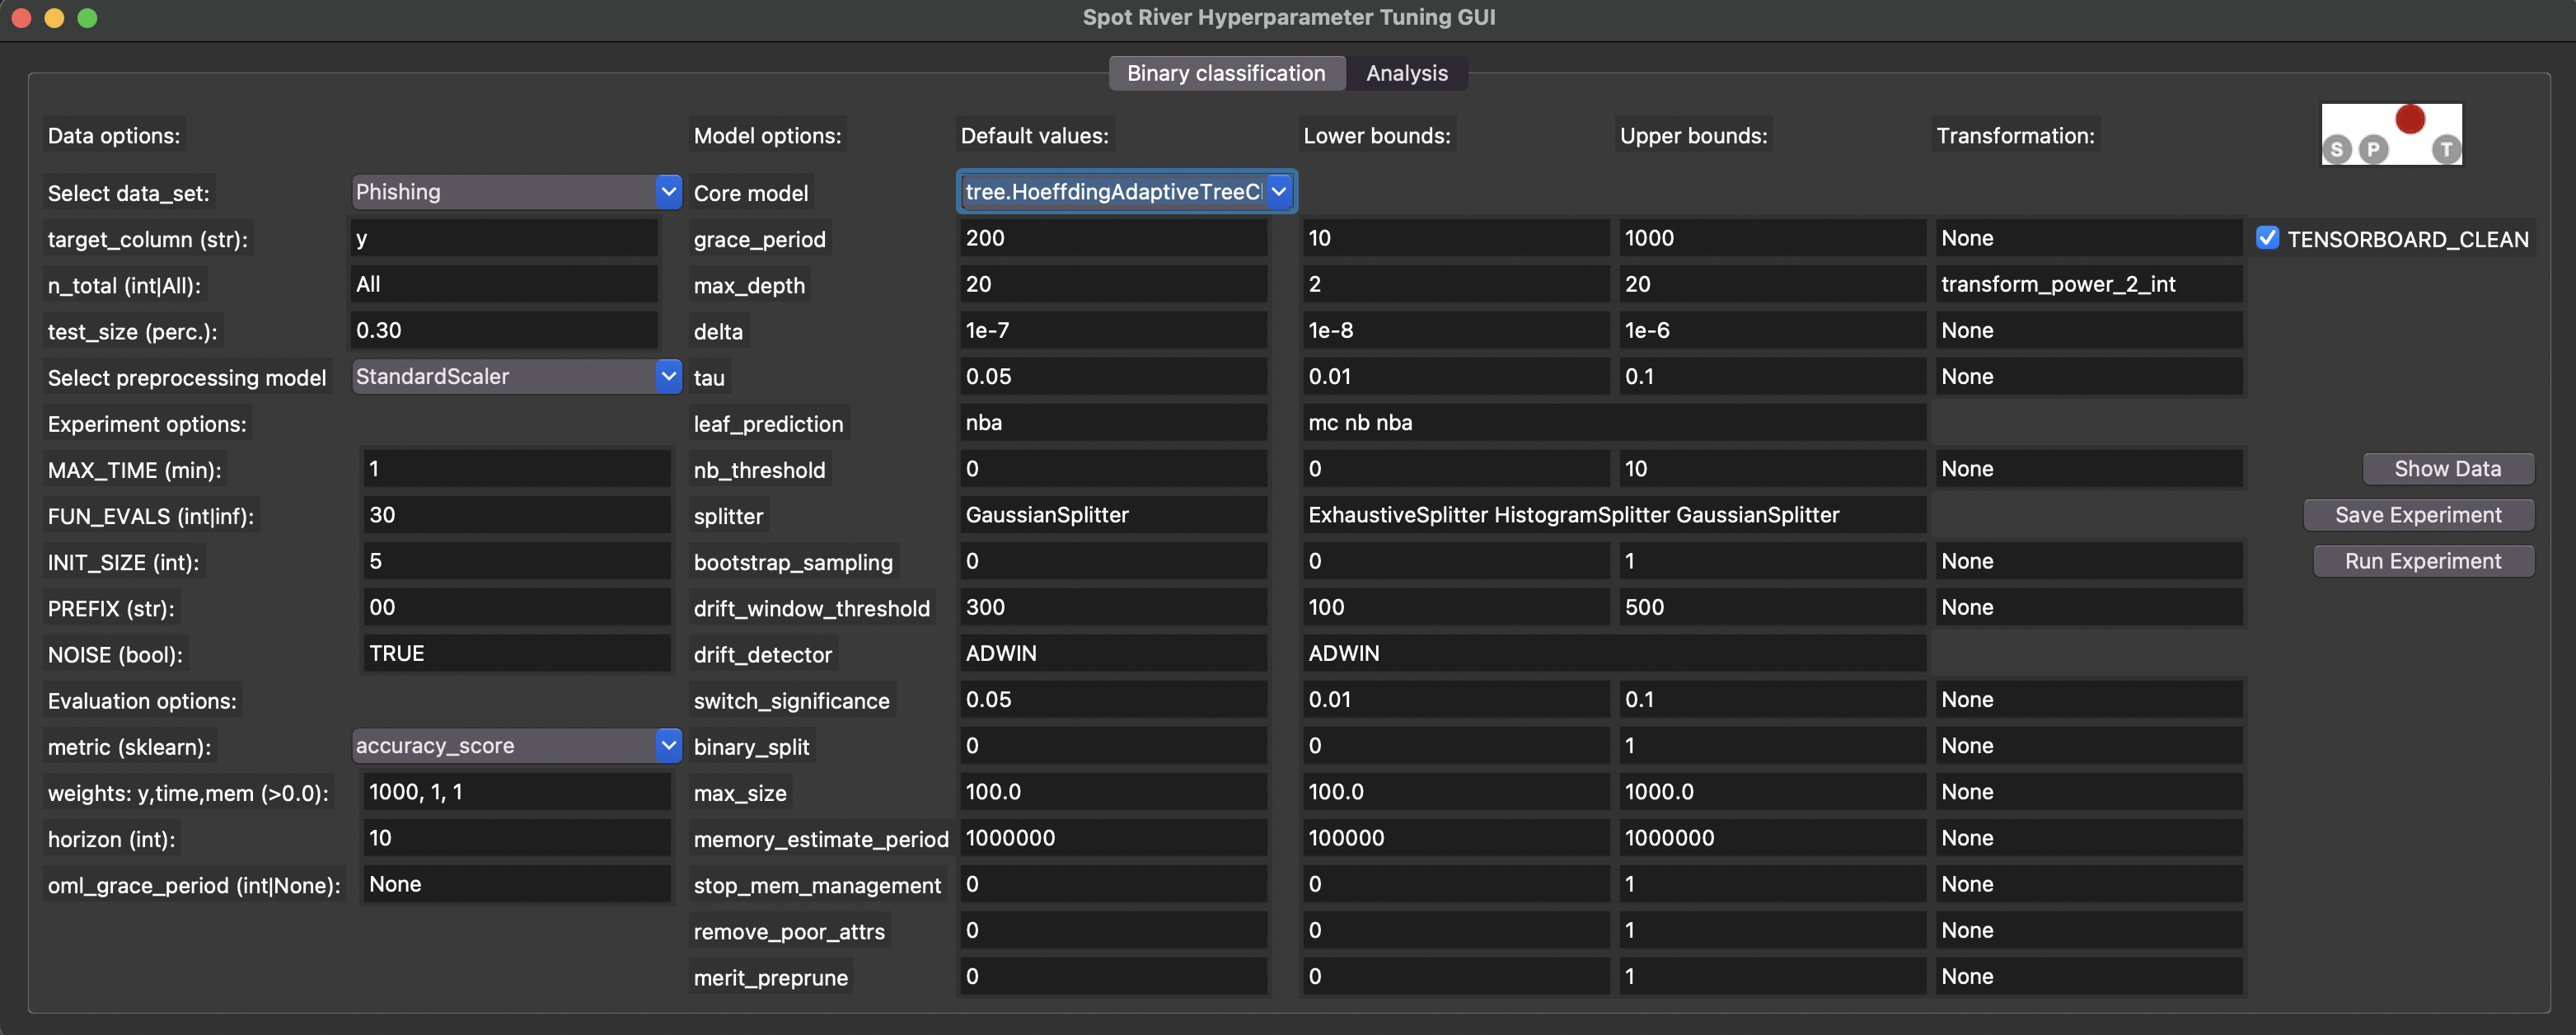 Spot River Hyperparameter Tuning GUI
Binary classification Analysis
Data options: Model options: Default values: Lower bounds: Upper bounds: Transformation:
S P T
Select data_set: Phishing Core model tree.HoeffdingAdaptiveTreeCl
target_column (str): y grace_period 200 10 1000 None TENSORBOARD_CLEAN
n_total (int|All): All max_depth 20 2 20 transform_power_2_int
test_size (perc.): 0.30 delta 1e-7 1e-8 1e-6 None
Select preprocessing model StandardScaler tau 0.05 0.01 0.1 None
Experiment options: leaf_prediction nba mc nb nba
MAX_TIME (min): 1 nb_threshold 0 0 10 None Show Data
FUN_EVALS (int|inf): 30 splitter GaussianSplitter ExhaustiveSplitter HistogramSplitter GaussianSplitter Save Experiment
INIT_SIZE (int): 5 bootstrap_sampling 0 0 1 None Run Experiment
PREFIX (str): 00 drift_window_threshold 300 100 500 None
NOISE (bool): TRUE drift_detector ADWIN ADWIN
Evaluation options: switch_significance 0.05 0.01 0.1 None
metric (sklearn): accuracy_score binary_split 0 0 1 None
weights: y,time,mem (>0.0): 1000, 1, 1 max_size 100.0 100.0 1000.0 None
horizon (int): 10 memory_estimate_period 1000000 100000 1000000 None
oml_grace_period (int|None): None stop_mem_management 0 0 1 None
remove_poor_attrs 0 0 1 None
merit_preprune 0 0 1 None